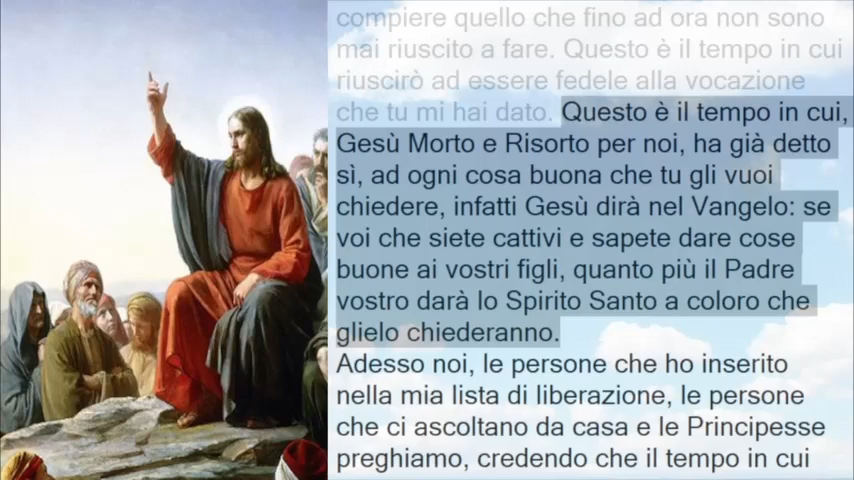 compiere quello che fino ad ora non sono
mai riuscito a fare. Questo è il tempo in cui
riuscirò ad essere fedele alla vocazione
che tu mi hai dato. Questo è il tempo in cui,
Gesù Morto e Risorto per noi, ha già detto
sì, ad ogni cosa buona che tu gli vuoi
chiedere, infatti Gesù dirà nel Vangelo: se
voi che siete cattivi e sapete dare cose
buone ai vostri figli, quanto più il Padre
vostro darà lo Spirito Santo a coloro che
glielo chiederanno.
Adesso noi, le persone che ho inserito
nella mia lista di liberazione, le persone
che ci ascoltano da casa e le Principesse
preghiamo, credendo che il tempo in cui